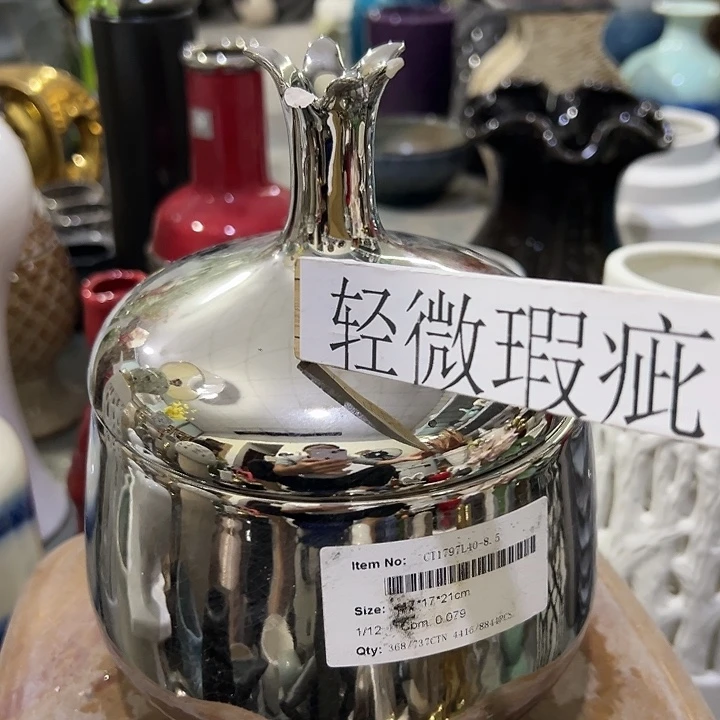 轻微瑕疵
Item No: CT1797L40-8.5
Size: 17*17*21cm
1/12 Cbm 0.079
Qty: 368/737CTN 4416/8844PCS